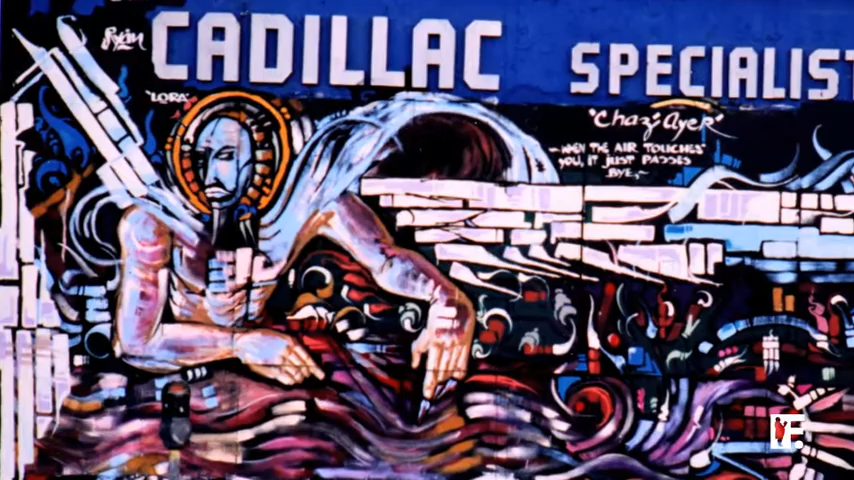 CADILLAC SPECIALIST
"LORA"
"Chaz" Ayer"
-WHEN THE AIR TOUCHES
YOU, IT JUST PASSES
BYE,~
F.